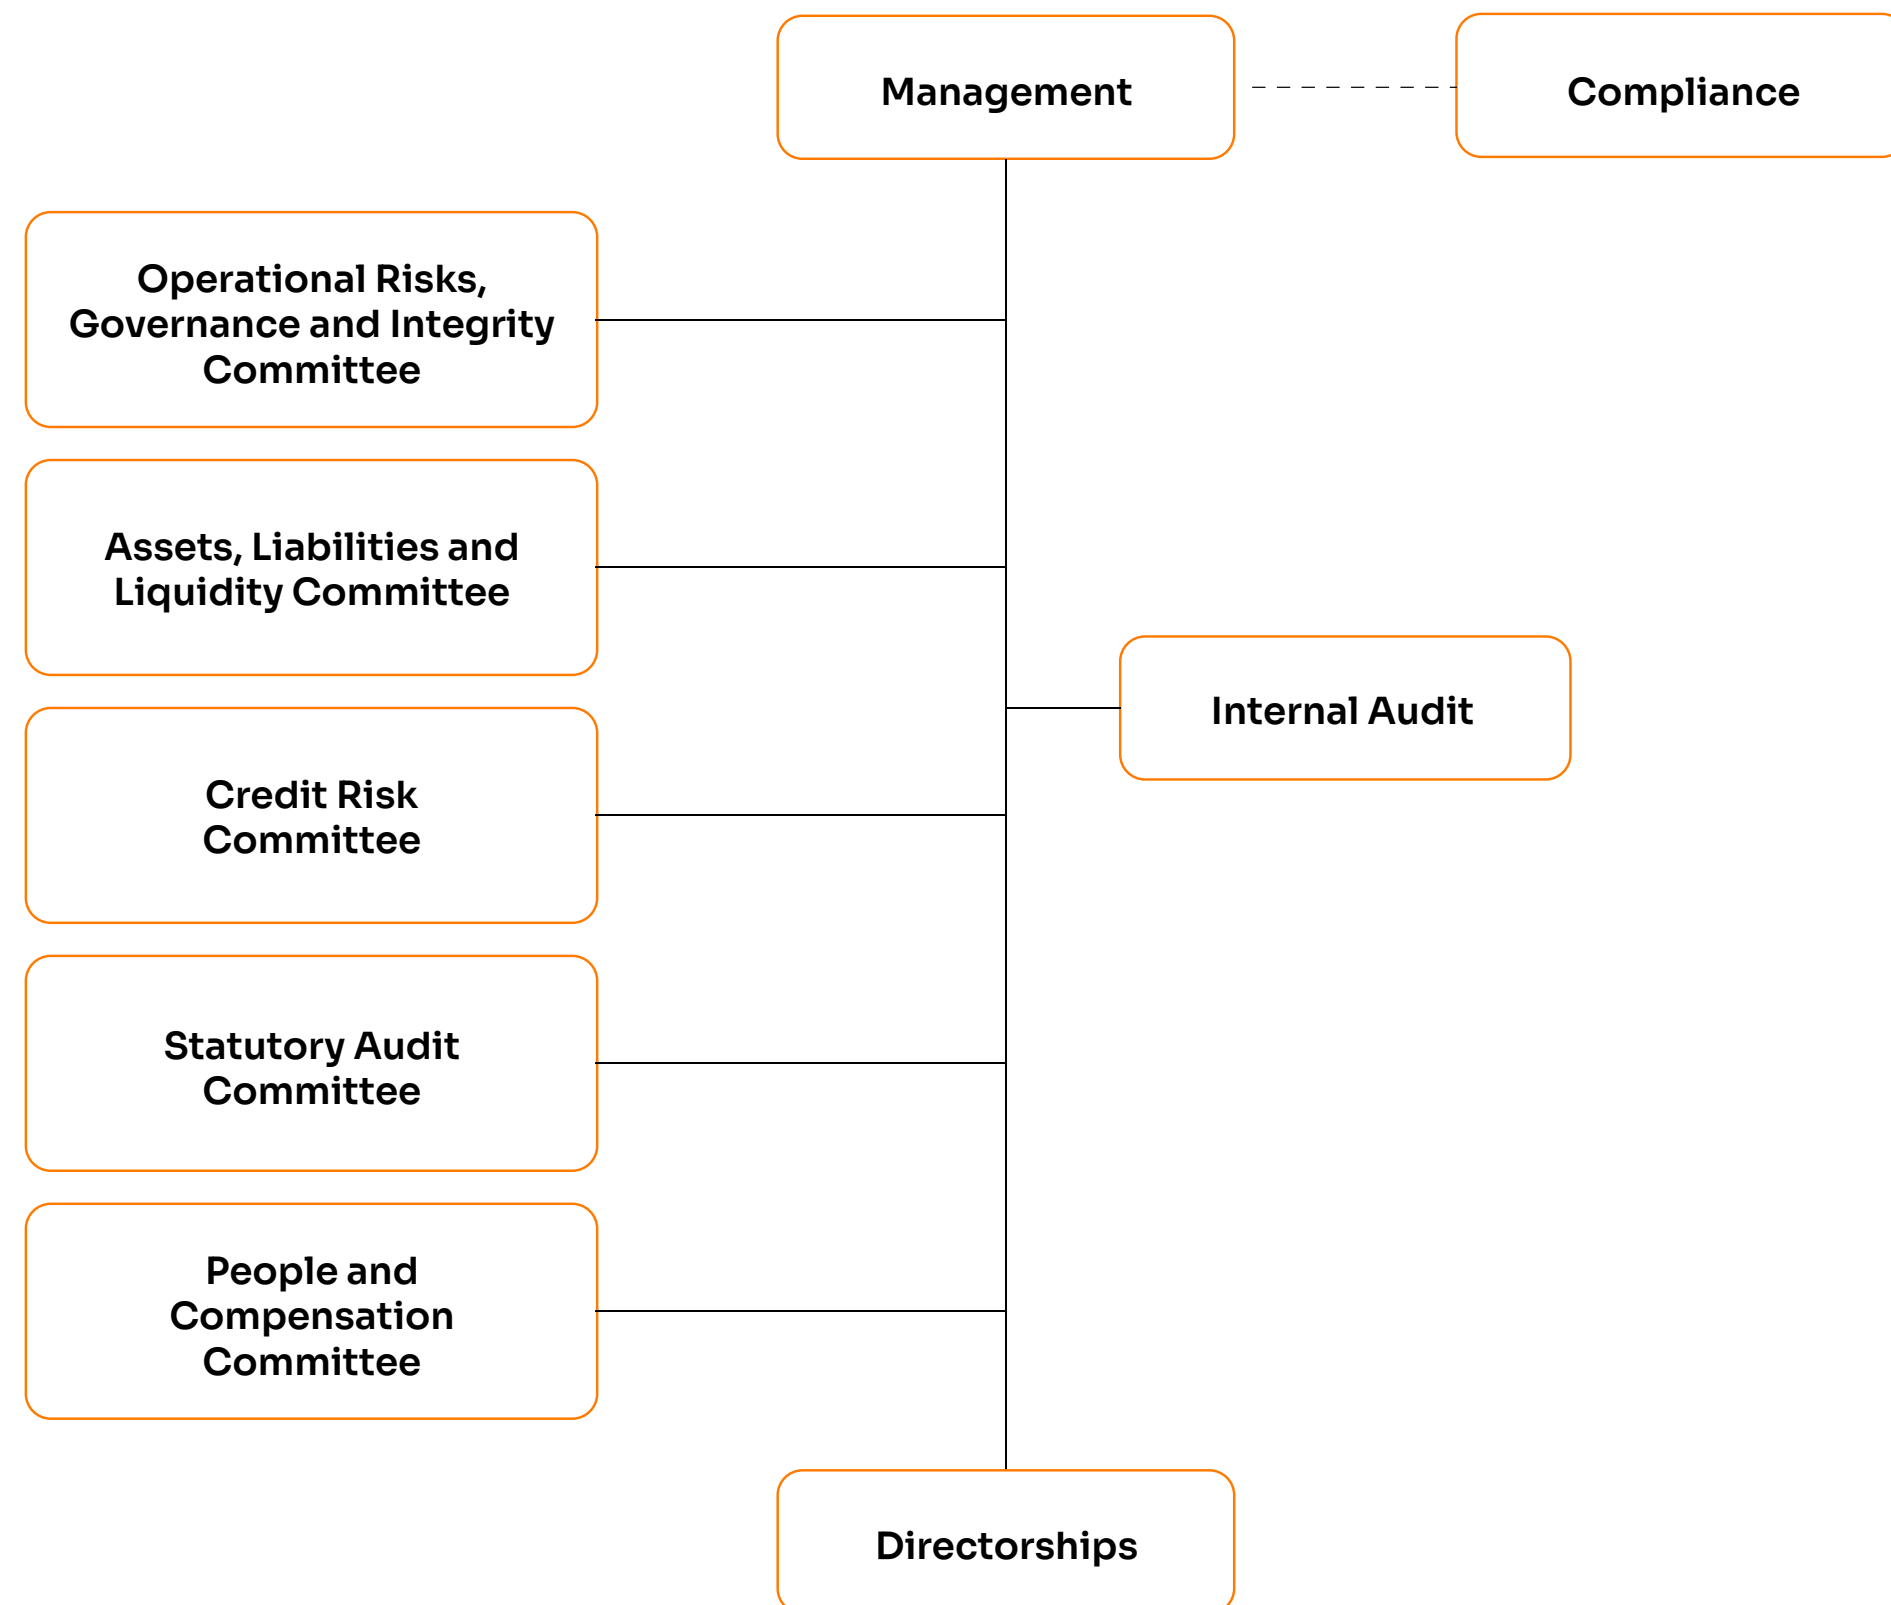 Management
Compliance
Operational Risks,
Governance and Integrity
Committee
Assets, Liabilities and
Liquidity Committee
Internal Audit
Credit Risk
Committee
Statutory Audit
Committee
People and
Compensation
Committee
Directorships